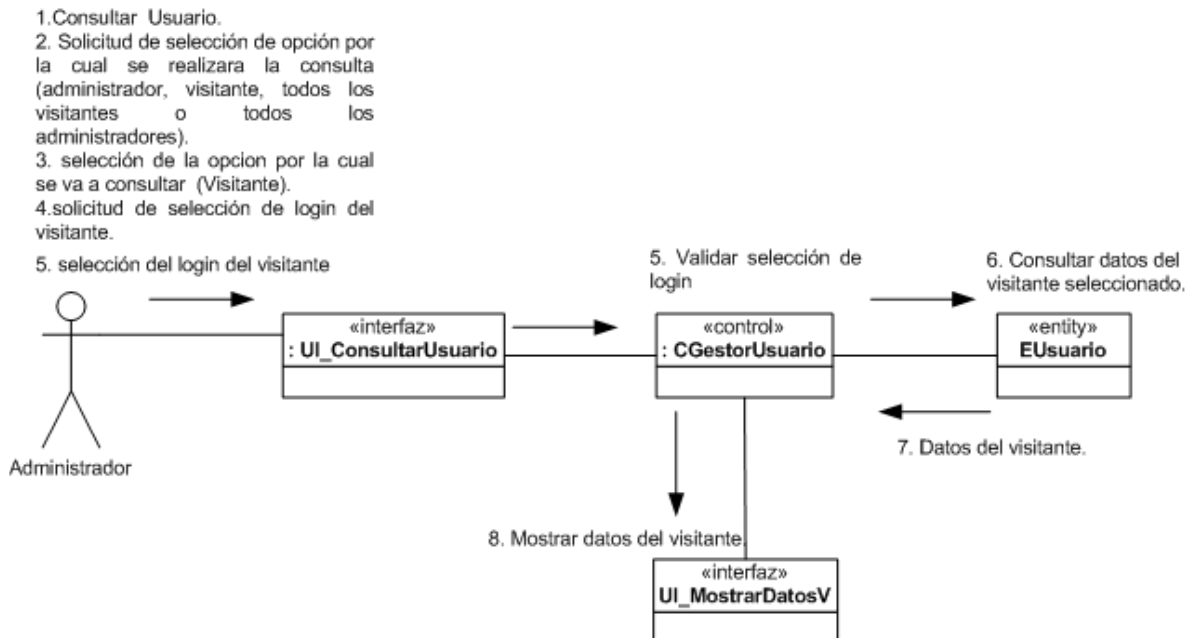 1.Consultar Usuario.
2. Solicitud de selección de opción por
la cual se realizara la consulta
(administrador, visitante, todos los
visitantes o todos los
administradores).
3. selección de la opcion por la cual
se va a consultar (Visitante).
4.solicitud de selección de login del
visitante.
5. selección del login del visitante
5. Validar selección de
login
6. Consultar datos del
visitante seleccionado.
«interfaz»
: UI_ConsultarUsuario
«control»
: CGestorUsuario
«entity»
EUsuario
7. Datos del visitante.
Administrador
8. Mostrar datos del visitante.
«interfaz»
UI_MostrarDatosV